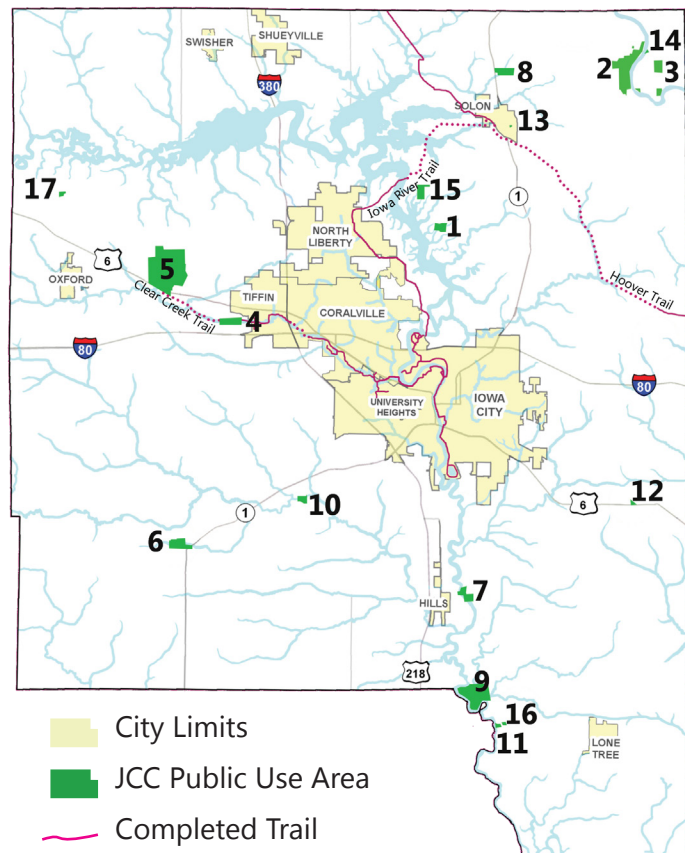 SHUEYVILLE
SWISHER
14
2
3
8
380
SOLON
13
17
15
Iowa River Trail
1
1
NORTH
LIBERTY
6
5
OXFORD
Hoover Trail
TIFFIN
Clear Creek Trail
4
CORALVILLE
80
80
UNIVERSITY
HEIGHTS
IOWA
CITY
12
6
10
1
6
7
HILLS
218
9
16
11
LONE
TREE
City Limits
JCC Public Use Area
Completed Trail